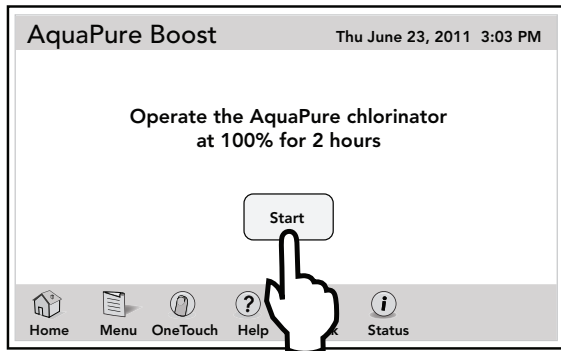 AquaPure Boost
Thu June 23, 2011 3:03 PM
Operate the AquaPure chlorinator
at 100% for 2 hours
Start
Home Menu OneTouch Help Status